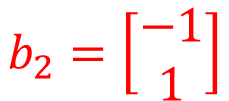 b₂ = [−1
1]